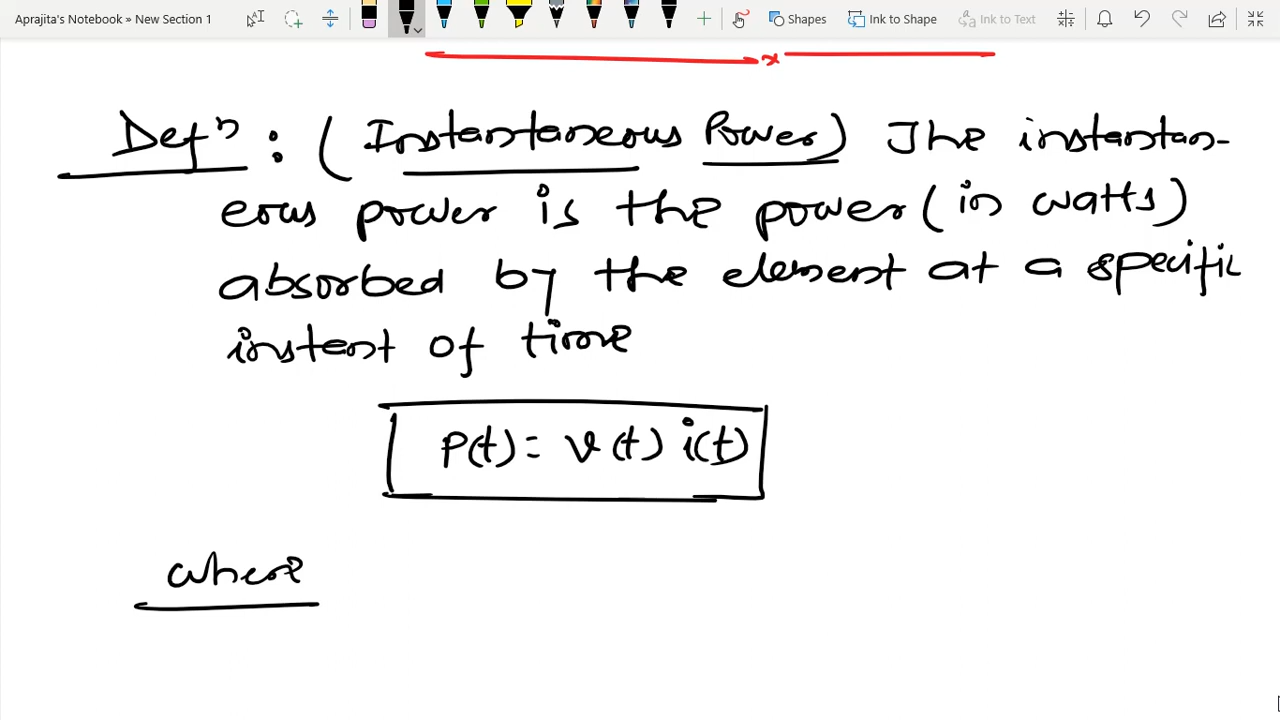 Aprajita's Notebook » New Section 1
Shapes
Ink to Shape
Ink to Text
Defⁿ : (Instantaneous Power) The instantan-
eous power is the power (in watts)
absorbed by the element at a specific
instent of time
P(t) = v(t) i(t)
where